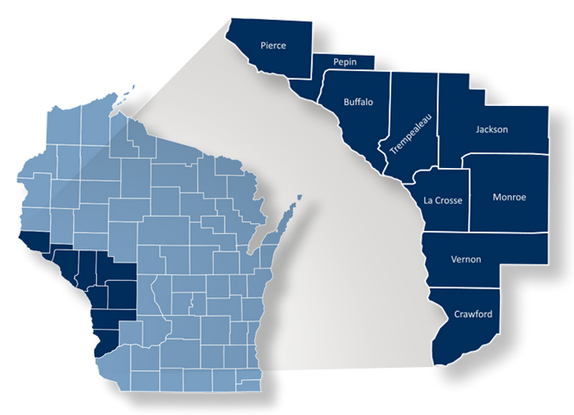 Pierce
Pepin
Buffalo
Trempealeau
Jackson
La Crosse
Monroe
Vernon
Crawford